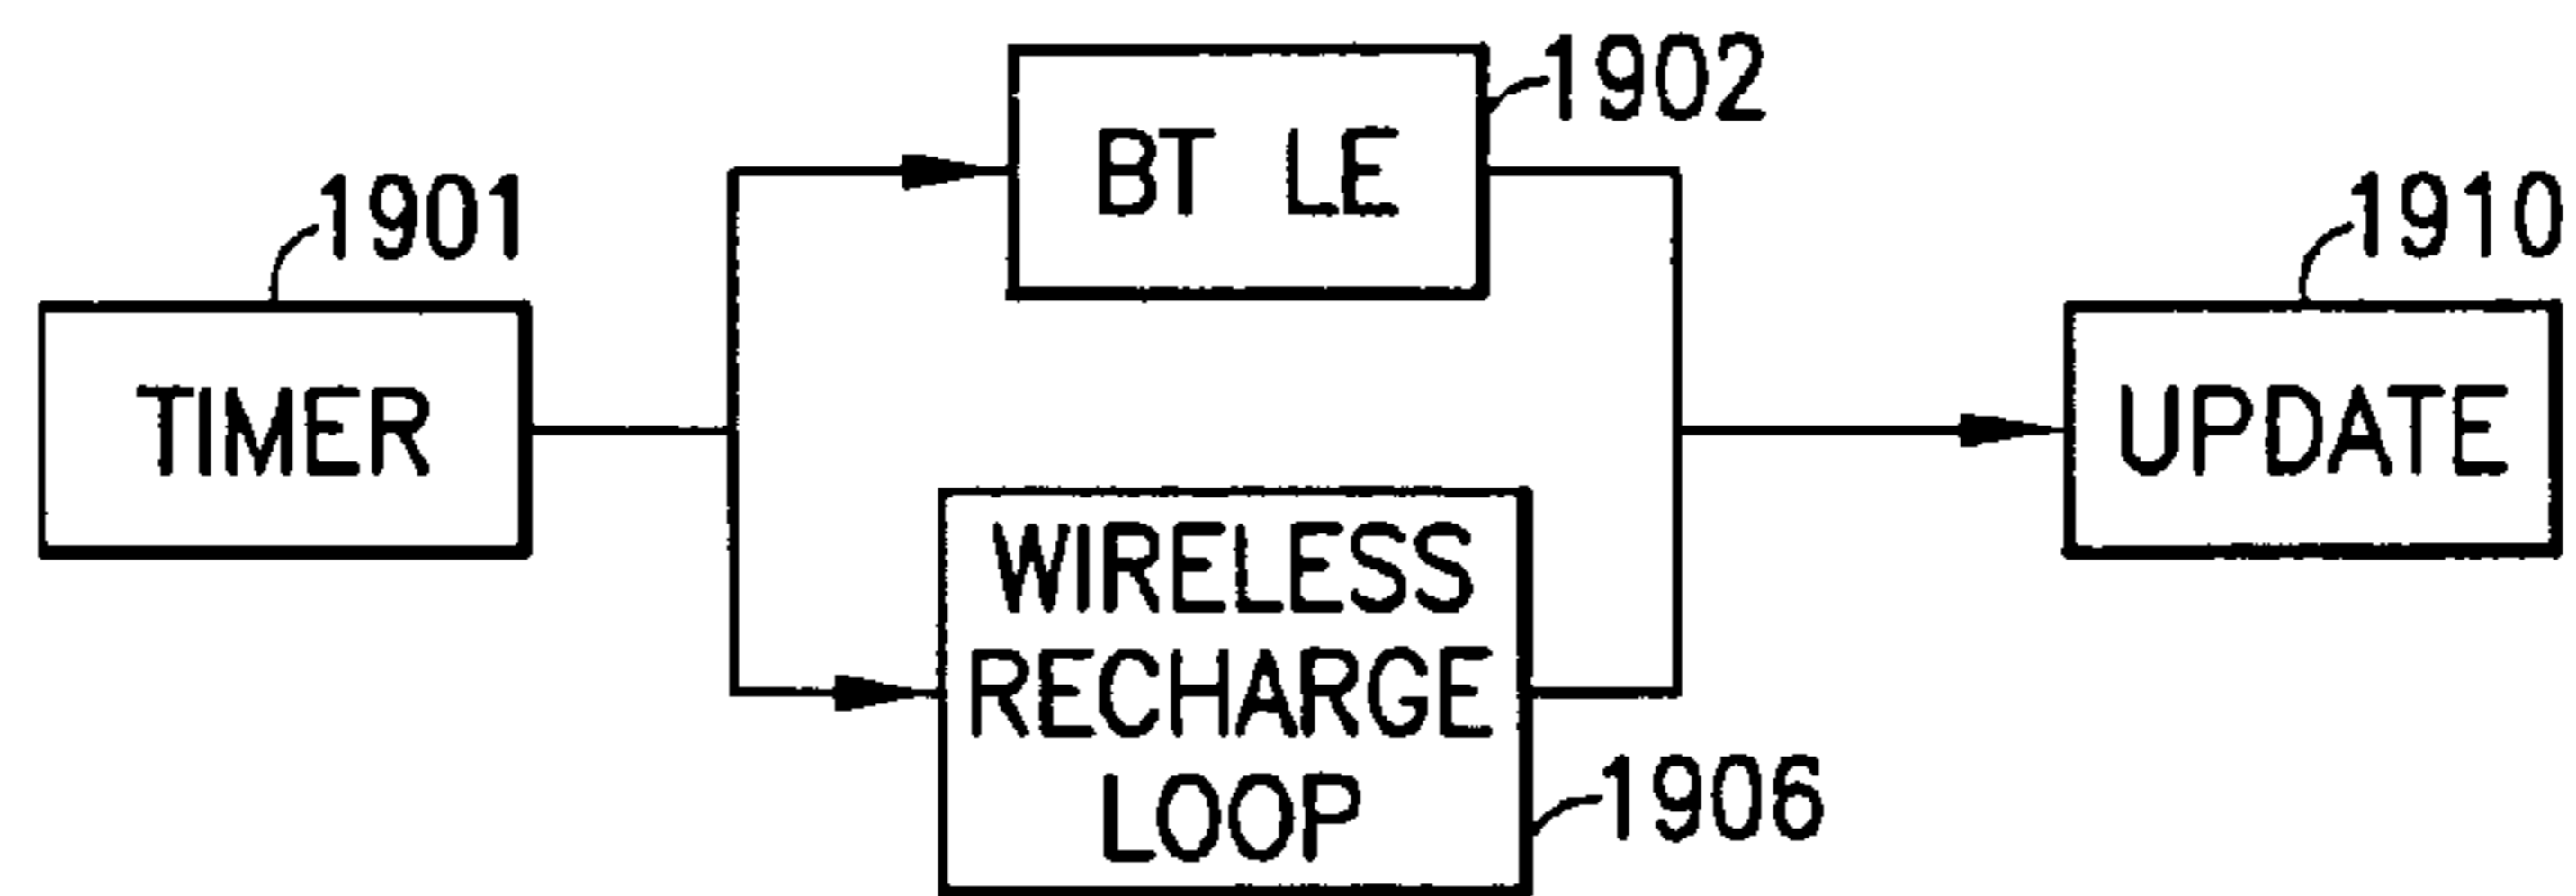 1901
TIMER
1902
BT LE
WIRELESS
RECHARGE
LOOP
1906
1910
UPDATE